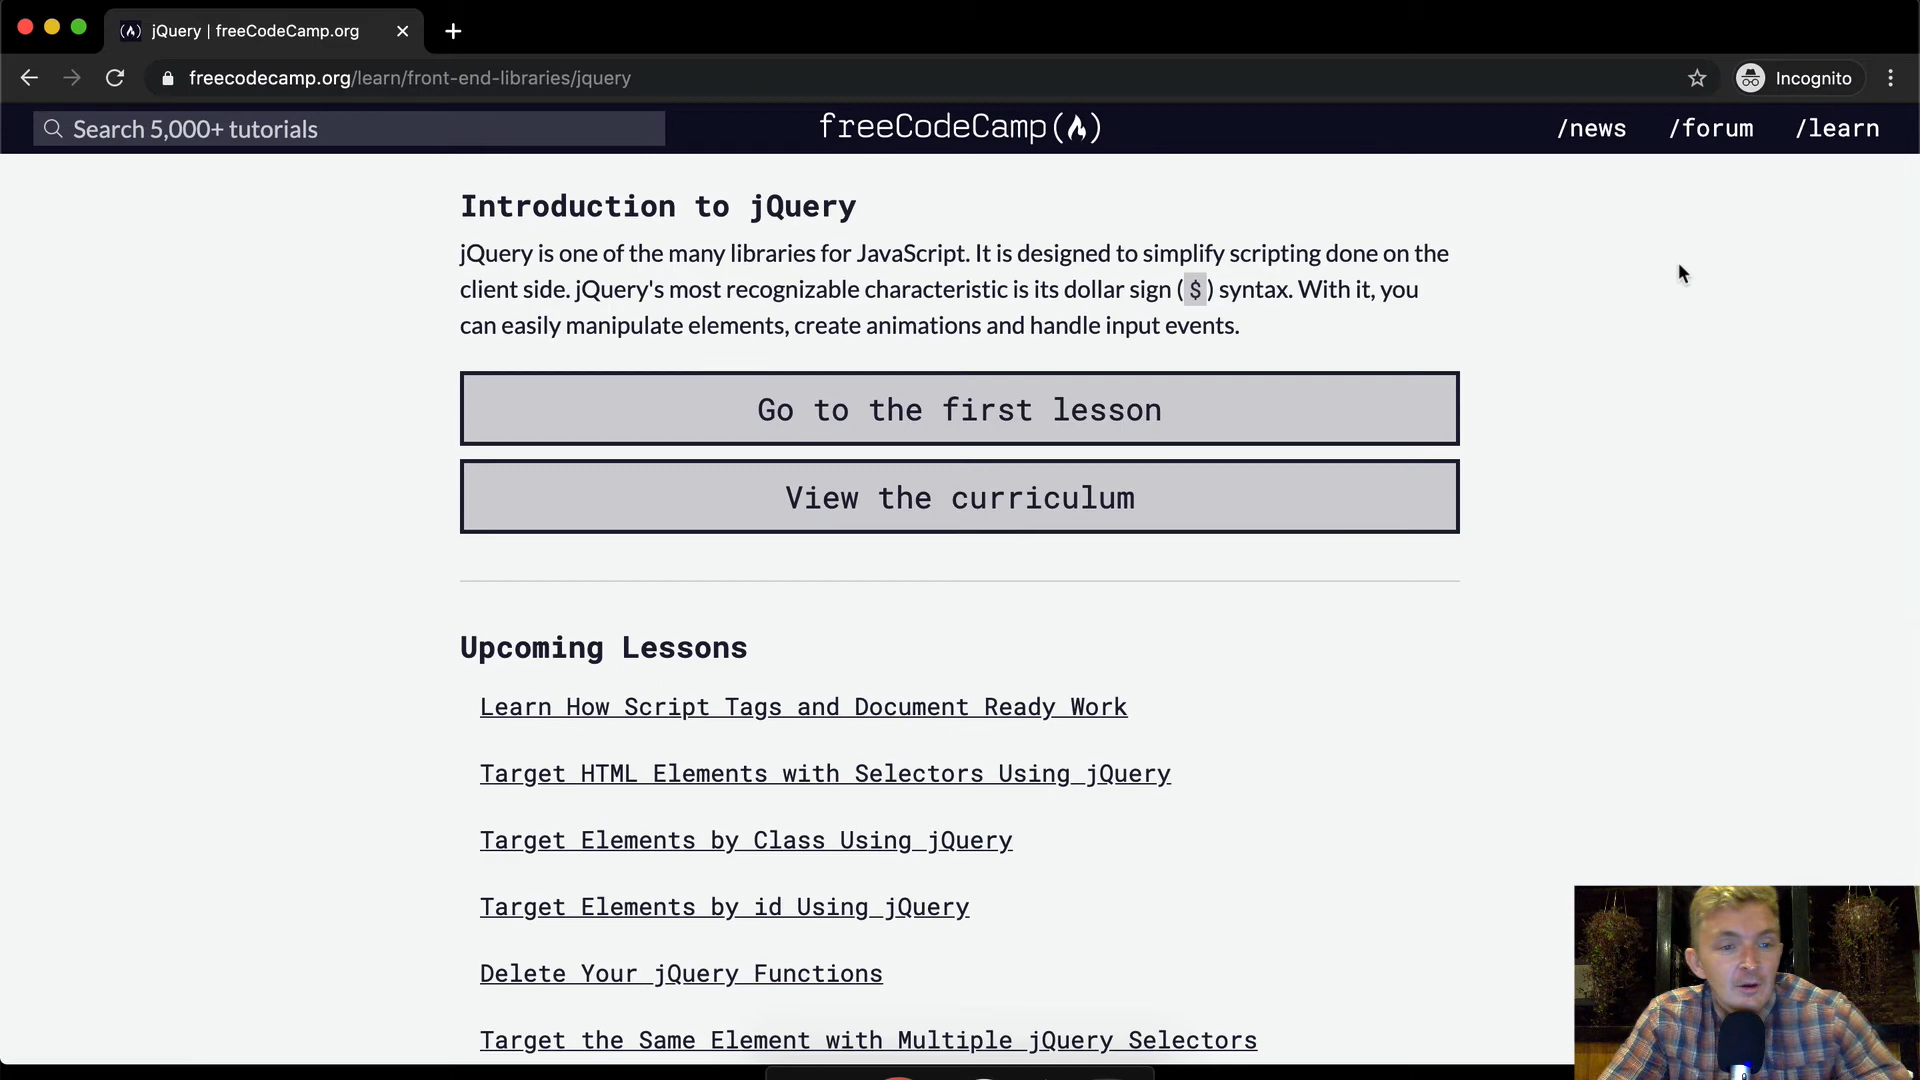 jQuery | freeCodeCamp.org
freecodecamp.org/learn/front-end-libraries/jquery
Incognito
Search 5,000+ tutorials
freeCodeCamp(🔥)
/news
/forum
/learn
Introduction to jQuery
jQuery is one of the many libraries for JavaScript. It is designed to simplify scripting done on the
client side. jQuery's most recognizable characteristic is its dollar sign ($) syntax. With it, you
can easily manipulate elements, create animations and handle input events.
Go to the first lesson
View the curriculum
Upcoming Lessons
Learn How Script Tags and Document Ready Work
Target HTML Elements with Selectors Using jQuery
Target Elements by Class Using jQuery
Target Elements by id Using jQuery
Delete Your jQuery Functions
Target the Same Element with Multiple jQuery Selectors